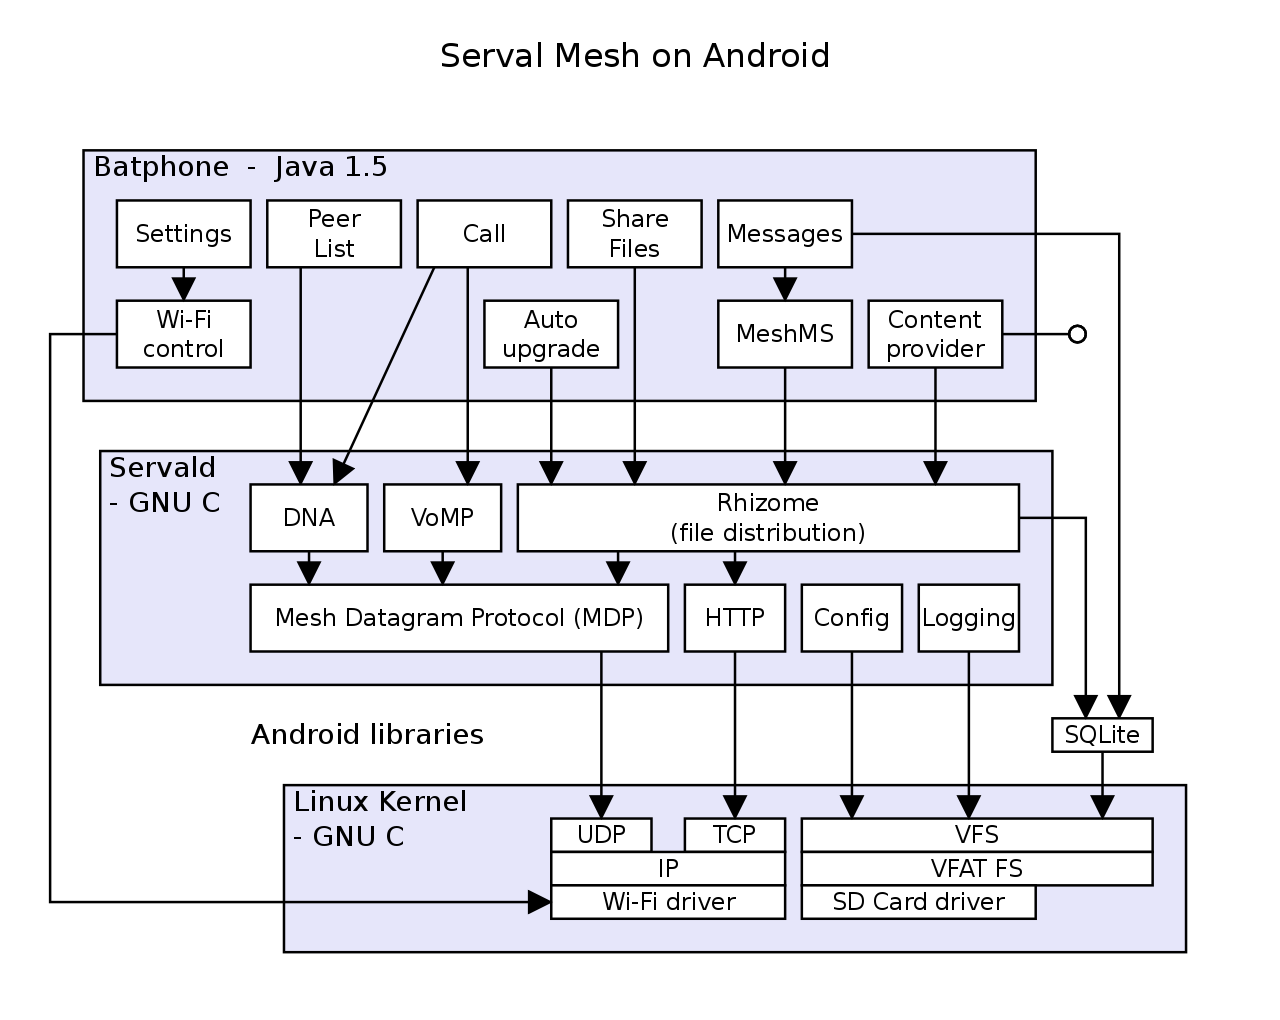 Serval Mesh on Android
Batphone  -  Java 1.5
Settings
Peer
List
Call
Share
Files
Messages
Wi-Fi
control
Auto
upgrade
MeshMS
Content
provider
Servald
- GNU C
DNA
VoMP
Rhizome
(file distribution)
Mesh Datagram Protocol (MDP)
HTTP
Config
Logging
Android libraries
SQLite
Linux Kernel
- GNU C
UDP
TCP
VFS
IP
VFAT FS
Wi-Fi driver
SD Card driver